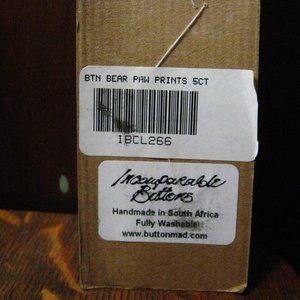 BTN BEAR PAW PRINTS 5CT
IBCL266
Incomparable
Buttons
Handmade in South Africa
Fully Washable
www.buttonmad.com